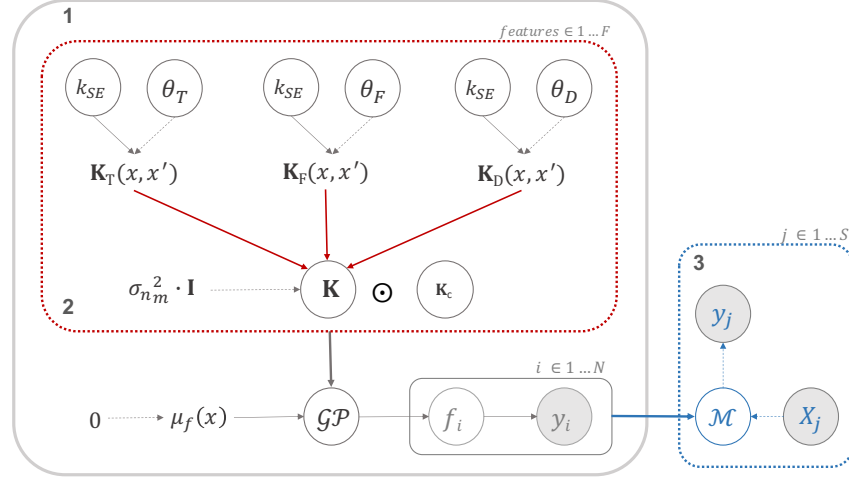 1
features ∈ 1 … F
k_SE θ_T k_SE θ_F k_SE θ_D
K_T(x, x′) K_F(x, x′) K_D(x, x′)
j ∈ 1 … S
3
σ_{n_m}^2 · I K ⊙ K_c
2
y_j
i ∈ 1 … N
0 μ_f(x) 𝒢𝒫 f_i y_i ℳ X_j